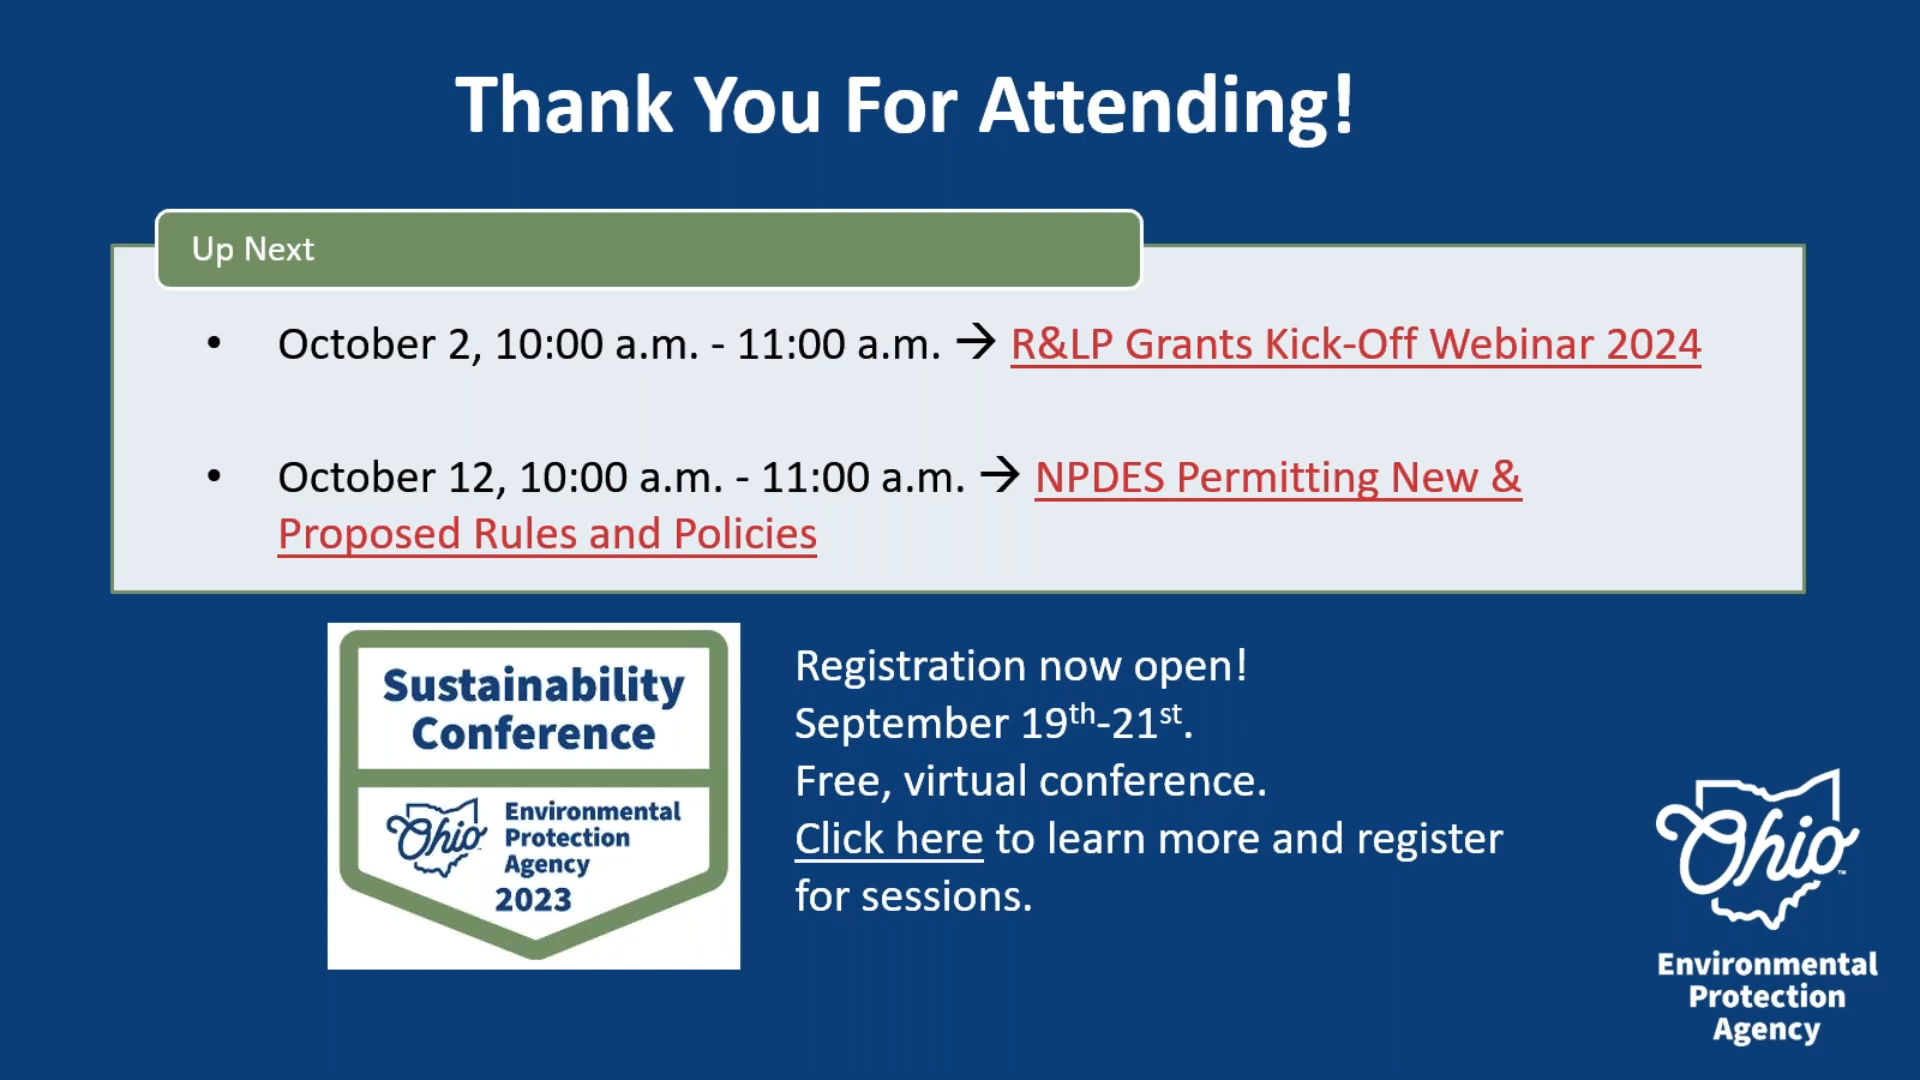 Thank You For Attending!
Up Next
• October 2, 10:00 a.m. - 11:00 a.m. → R&LP Grants Kick-Off Webinar 2024
• October 12, 10:00 a.m. - 11:00 a.m. → NPDES Permitting New &
Proposed Rules and Policies
Sustainability
Conference
Ohio
Environmental
Protection
Agency
2023
Registration now open!
September 19th-21st.
Free, virtual conference.
Click here to learn more and register
for sessions.
Ohio™
Environmental
Protection
Agency